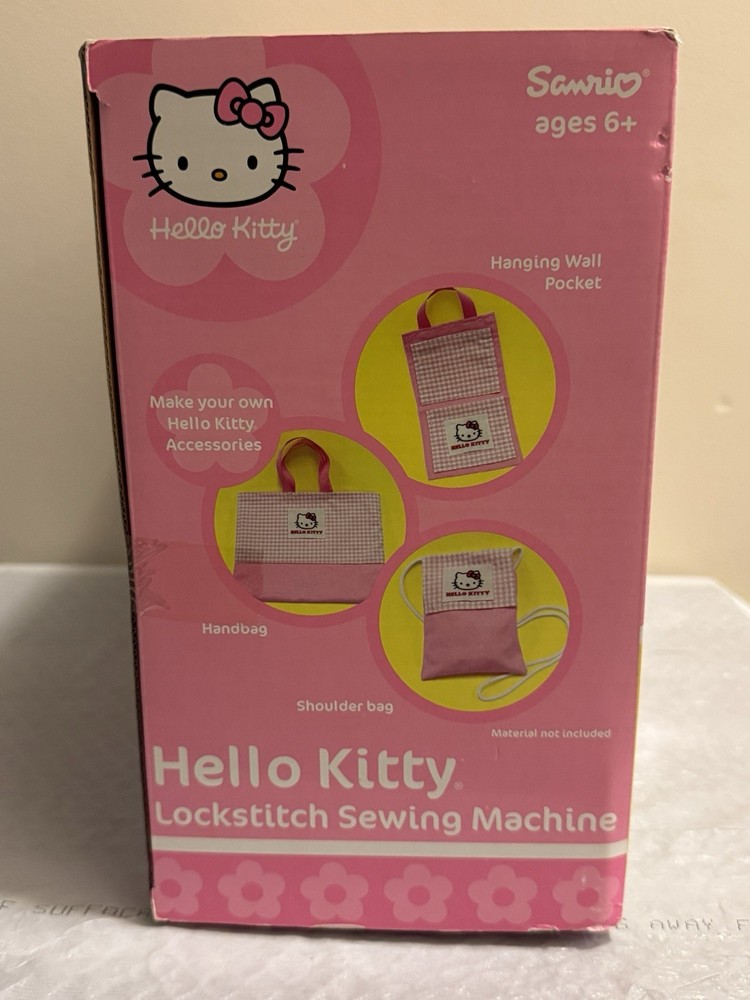 Sanrio
ages 6+
Hello Kitty
Hanging Wall
Pocket
Make your own
Hello Kitty
Accessories
HELLO KITTY
HELLO KITTY
HELLO KITTY
Handbag
Shoulder bag
Material not included
Hello Kitty®
Lockstitch Sewing Machine
AWAY